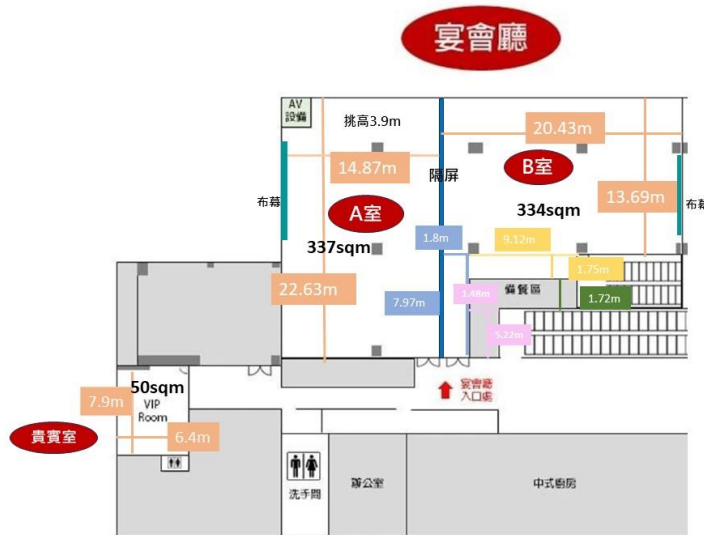 宴會廳
AV
設備
挑高3.9m
20.43m
14.87m
隔屏
B室
13.69m
布幕
A室
334sqm
布幕
337sqm
1.8m
9.12m
1.75m
22.63m
7.97m
1.48m
備餐區
1.72m
5.22m
50sqm
VIP
Room
7.9m
6.4m
宴會廳
入口處
貴賓室
洗手間
辦公室
中式廚房